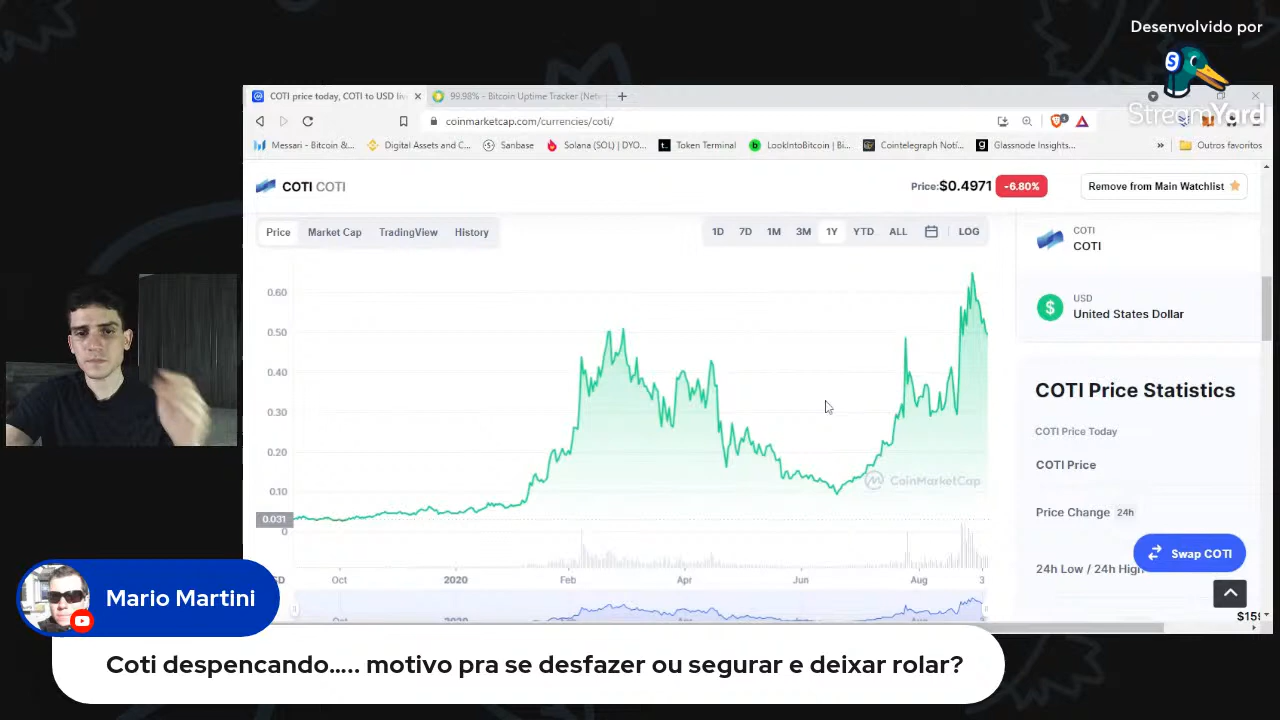 Desenvolvido por
StreamYard
COTI price today, COTI to USD liv
99.98% - Bitcoin Uptime Tracker (Net
coinmarketcap.com/currencies/coti/
Messari - Bitcoin &...
Digital Assets and C...
Sanbase
Solana (SOL) | DYO...
Token Terminal
LookIntoBitcoin | Bi...
Cointelegraph Notí...
Glassnode Insights...
»
Outros favoritos
COTI COTI
Price:$0.4971
-6.80%
Remove from Main Watchlist
Price
Market Cap
TradingView
History
1D
7D
1M
3M
1Y
YTD
ALL
LOG
COTI
COTI
USD
United States Dollar
0.60
0.50
0.40
0.30
0.20
0.10
0.031
0
CoinMarketCap
Oct
2020
Feb
Apr
Jun
Aug
3
COTI Price Statistics
COTI Price Today
COTI Price
Price Change 24h
24h Low / 24h High
Swap COTI
Mario Martini
Coti despencando..... motivo pra se desfazer ou segurar e deixar rolar?